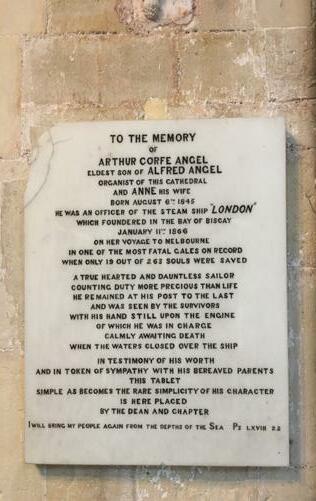 TO THE MEMORY
OF
ARTHUR CORFE ANGEL
ELDEST SON OF ALFRED ANGEL
ORGANIST OF THIS CATHEDRAL
AND ANNE HIS WIFE
BORN AUGUST 6TH 1845
HE WAS AN OFFICER OF THE STEAM SHIP "LONDON"
WHICH FOUNDERED IN THE BAY OF BISCAY
JANUARY 11TH 1866
ON HER VOYAGE TO MELBOURNE
IN ONE OF THE MOST FATAL GALES ON RECORD
WHEN ONLY 19 OUT OF 263 SOULS WERE SAVED
A TRUE HEARTED AND DAUNTLESS SAILOR
COUNTING DUTY MORE PRECIOUS THAN LIFE
HE REMAINED AT HIS POST TO THE LAST
AND WAS SEEN BY THE SURVIVORS
WITH HIS HAND STILL UPON THE ENGINE
OF WHICH HE WAS IN CHARGE
CALMLY AWAITING DEATH
WHEN THE WATERS CLOSED OVER THE SHIP
IN TESTIMONY OF HIS WORTH
AND IN TOKEN OF SYMPATHY WITH HIS BEREAVED PARENTS
THIS TABLET
SIMPLE AS BECOMES THE RARE SIMPLICITY OF HIS CHARACTER
IS HERE PLACED
BY THE DEAN AND CHAPTER
I WILL BRING MY PEOPLE AGAIN FROM THE DEPTHS OF THE SEA PS LXVIII 22